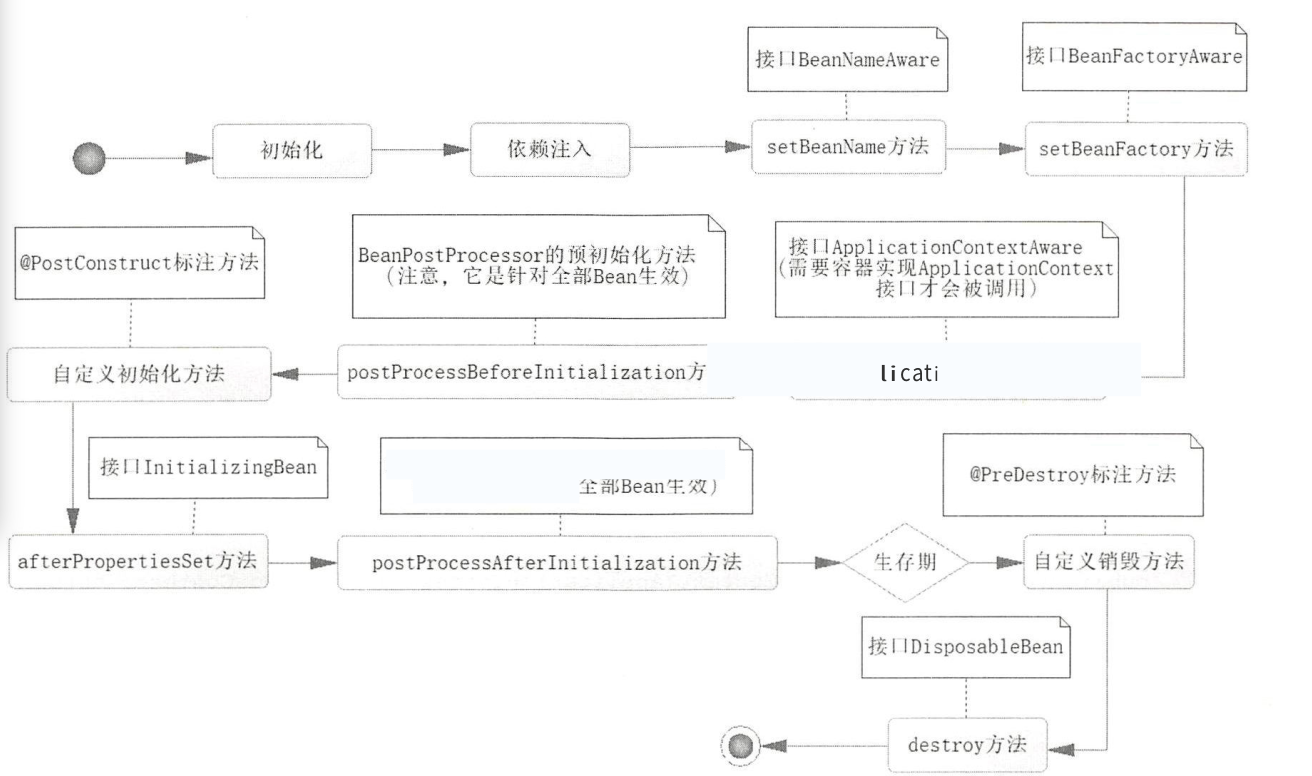 接口BeanNameAware
接口BeanFactoryAware
初始化
依赖注入
setBeanName方法
setBeanFactory方法
@PostConstruct标注方法
BeanPostProcessor的预初始化方法
（注意，它是针对全部Bean生效）
接口ApplicationContextAware
(需要容器实现ApplicationContext
接口才会被调用）
自定义初始化方法
postProcessBeforeInitialization方
licati
接口InitializingBean
全部Bean生效）
@PreDestroy标注方法
afterPropertiesSet方法
postProcessAfterInitialization方法
生存期
自定义销毁方法
接口DisposableBean
destroy方法